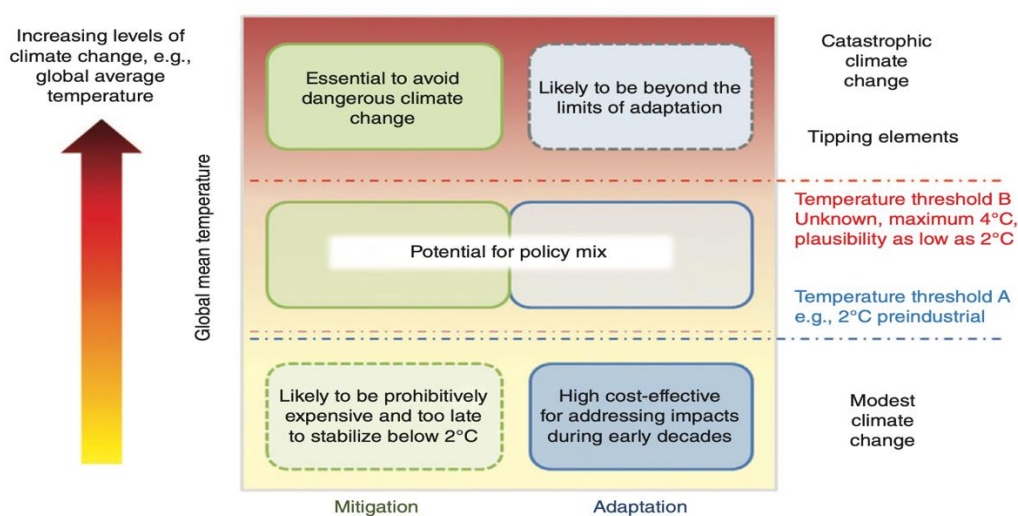 Increasing levels of
climate change, e.g.,
global average
temperature
Global mean temperature
Essential to avoid
dangerous climate
change
Likely to be beyond the
limits of adaptation
Catastrophic
climate
change
Tipping elements
Potential for policy mix
Temperature threshold B
Unknown, maximum 4°C,
plausibility as low as 2°C
Temperature threshold A
e.g., 2°C preindustrial
Likely to be prohibitively
expensive and too late
to stabilize below 2°C
High cost-effective
for addressing impacts
during early decades
Modest
climate
change
Mitigation
Adaptation